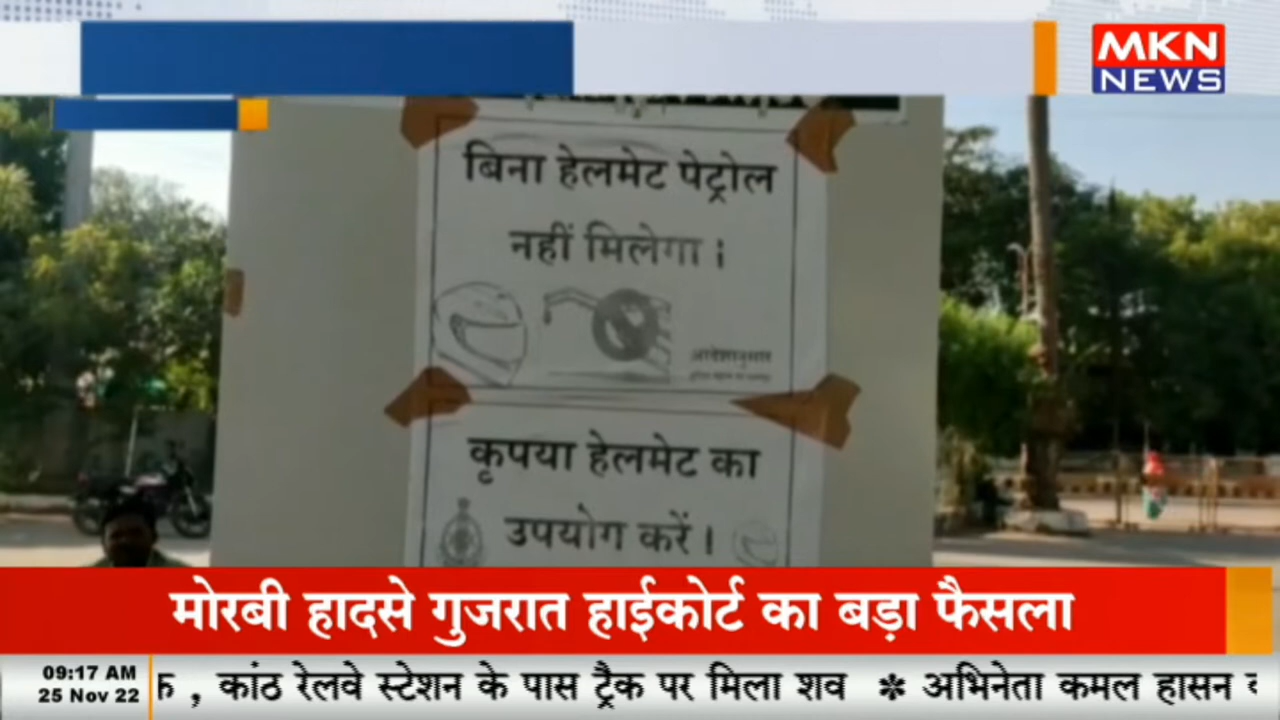 MKN
NEWS
बिना हेलमेट पेट्रोल
नहीं मिलेगा ।
आदेशानुसार
कृपया हेलमेट का
उपयोग करें ।
मोरबी हादसे गुजरात हाईकोर्ट का बड़ा फैसला
09:17 AM
25 Nov 22
, कांठ रेलवे स्टेशन के पास ट्रैक पर मिला शव ✽ अभिनेता कमल हासन